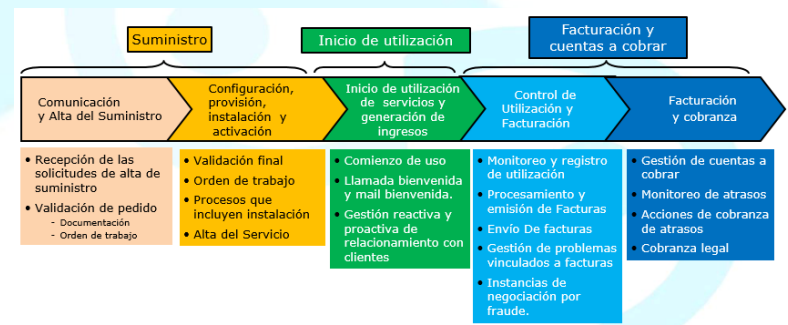 Suministro
Inicio de utilización
Facturación y
cuentas a cobrar
Comunicación
y Alta del Suministro
Configuración,
provisión,
instalación y
activación
Inicio de utilización
de servicios y
generación de
ingresos
Control de
Utilización y
Facturación
Facturación
y cobranza
• Recepción de las
solicitudes de alta de
suministro
• Validación de pedido
- Documentación
- Orden de trabajo
• Validación final
• Orden de trabajo
• Procesos que
incluyen instalación
• Alta del Servicio
• Comienzo de uso
• Llamada bienvenida
y mail bienvenida.
• Gestión reactiva y
proactiva de
relacionamiento con
clientes
• Monitoreo y registro
de utilización
• Procesamiento y
emisión de Facturas
• Envío De facturas
• Gestión de problemas
vinculados a facturas
• Instancias de
negociación por
fraude.
• Gestión de cuentas a
cobrar
• Monitoreo de atrasos
• Acciones de cobranza
de atrasos
• Cobranza legal